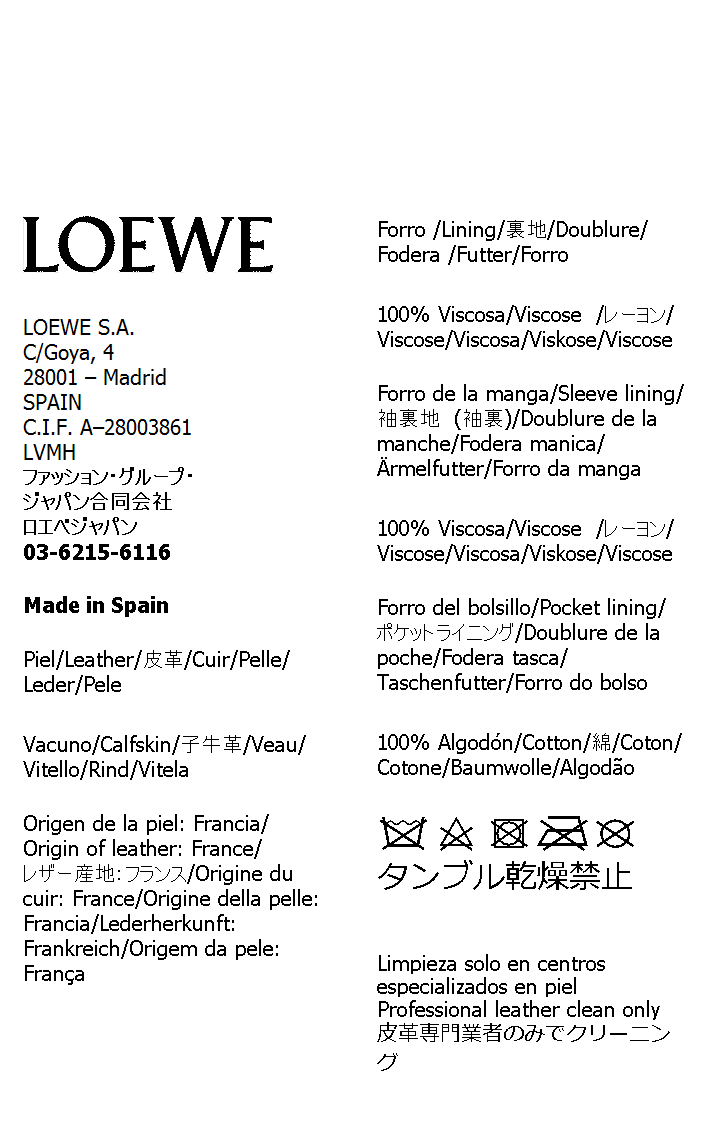 LOEWE
LOEWE S.A.
C/Goya, 4
28001 – Madrid
SPAIN
C.I.F. A–28003861
LVMH
ファッション・グループ・
ジャパン合同会社
ロエベジャパン
03-6215-6116
Made in Spain
Piel/Leather/皮革/Cuir/Pelle/
Leder/Pele
Vacuno/Calfskin/子牛革/Veau/
Vitello/Rind/Vitela
Origen de la piel: Francia/
Origin of leather: France/
レザー産地：フランス/Origine du
cuir: France/Origine della pelle:
Francia/Lederherkunft:
Frankreich/Origem da pele:
França
Forro /Lining/裏地/Doublure/
Fodera /Futter/Forro
100% Viscosa/Viscose  /レーヨン/
Viscose/Viscosa/Viskose/Viscose
Forro de la manga/Sleeve lining/
袖裏地 (袖裏)/Doublure de la
manche/Fodera manica/
Ärmelfutter/Forro da manga
100% Viscosa/Viscose  /レーヨン/
Viscose/Viscosa/Viskose/Viscose
Forro del bolsillo/Pocket lining/
ポケットライニング/Doublure de la
poche/Fodera tasca/
Taschenfutter/Forro do bolso
100% Algodón/Cotton/綿/Coton/
Cotone/Baumwolle/Algodão
タンブル乾燥禁止
Limpieza solo en centros
especializados en piel
Professional leather clean only
皮革専門業者のみでクリーニン
グ